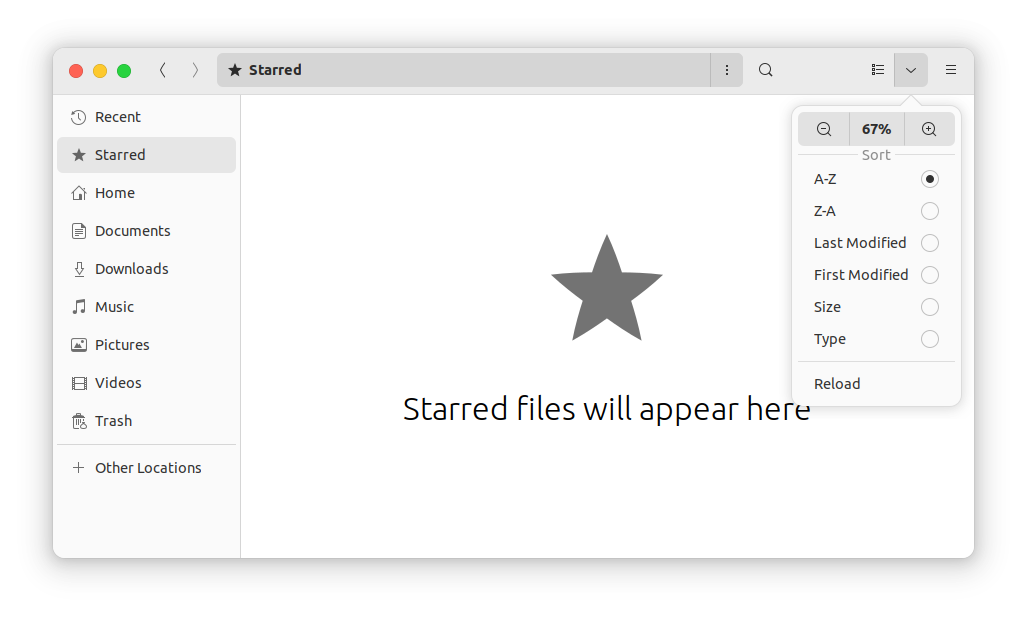 Starred
Recent
Starred
Home
Documents
Downloads
Music
Pictures
Videos
Trash
Other Locations
Starred files will appear here
67%
Sort
A-Z
Z-A
Last Modified
First Modified
Size
Type
Reload